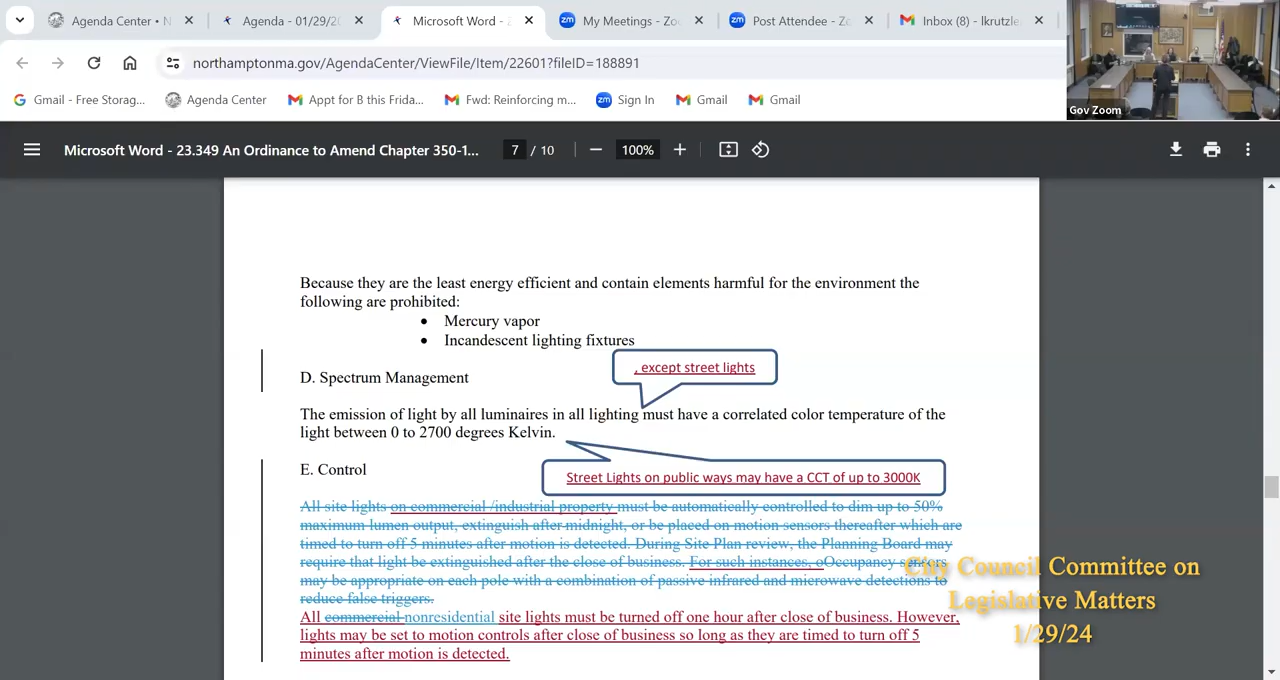 Agenda Center • N
Agenda - 01/29/20
Microsoft Word - 2
My Meetings - Zoo
Post Attendee - Zo
Inbox (8) - lkrutzle
northamptonma.gov/AgendaCenter/ViewFile/Item/22601?fileID=188891
Gmail - Free Storag...
Agenda Center
Appt for B this Frida...
Fwd: Reinforcing m...
Sign In
Gmail
Gmail
Gov Zoom
Microsoft Word - 23.349 An Ordinance to Amend Chapter 350-1...
7 / 10
100%
Because they are the least energy efficient and contain elements harmful for the environment the
following are prohibited:
• Mercury vapor
• Incandescent lighting fixtures
, except street lights
D. Spectrum Management
The emission of light by all luminaires in all lighting must have a correlated color temperature of the
light between 0 to 2700 degrees Kelvin.
E. Control
Street Lights on public ways may have a CCT of up to 3000K
All site lights on commercial /industrial property must be automatically controlled to dim up to 50%
maximum lumen output, extinguish after midnight, or be placed on motion sensors thereafter which are
timed to turn off 5 minutes after motion is detected. During Site Plan review, the Planning Board may
require that light be extinguished after the close of business. For such instances, oOccupancy sensors
may be appropriate on each pole with a combination of passive infrared and microwave detections to
reduce false triggers.
All commercial nonresidential site lights must be turned off one hour after close of business. However,
lights may be set to motion controls after close of business so long as they are timed to turn off 5
minutes after motion is detected.
City Council Committee on
Legislative Matters
1/29/24